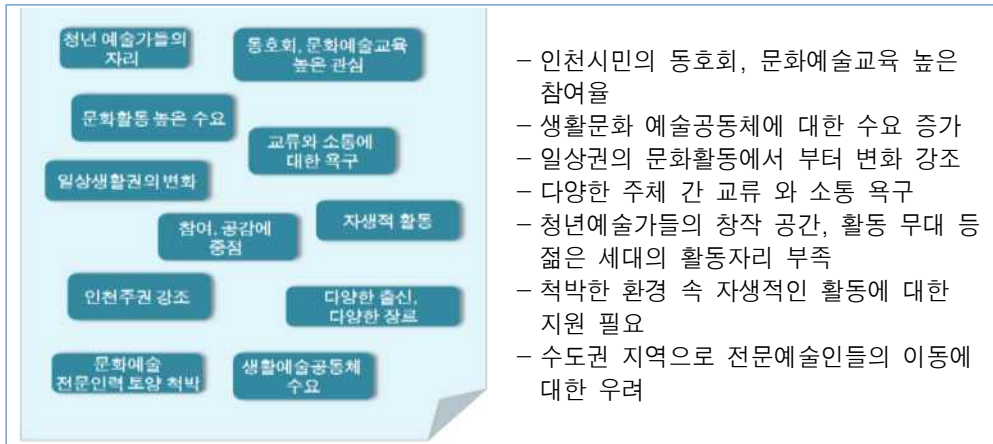 청년 예술가들의
자리
동호회, 문화예술교육
높은 관심
문화활동 높은 수요
교류와 소통에
대한 욕구
일상생활권의 변화
참여, 공감에
중점
자생적 활동
인천주권 강조
다양한 출신,
다양한 장르
문화예술
전문인력 토양 척박
생활예술공동체
수요
– 인천시민의 동호회, 문화예술교육 높은
참여율
– 생활문화 예술공동체에 대한 수요 증가
– 일상권의 문화활동에서 부터 변화 강조
– 다양한 주체 간 교류 와 소통 욕구
– 청년예술가들의 창작 공간, 활동 무대 등
젊은 세대의 활동자리 부족
– 척박한 환경 속 자생적인 활동에 대한
지원 필요
– 수도권 지역으로 전문예술인들의 이동에
대한 우려